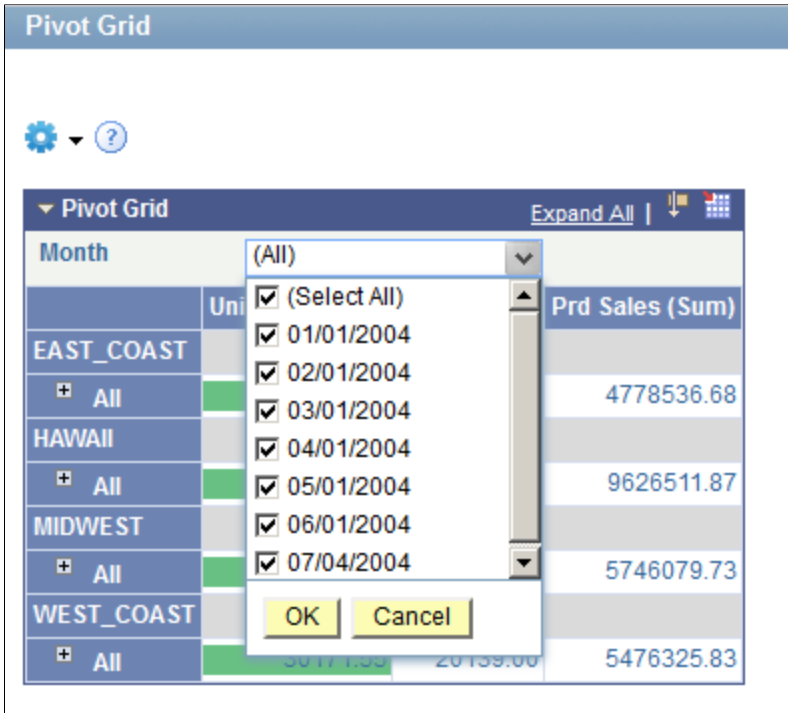 Pivot Grid
?
Pivot Grid Expand All |
Month (All)
(Select All)
Prd Sales (Sum)
01/01/2004
EAST_COAST
02/01/2004
All 4778536.68
03/01/2004
HAWAII
04/01/2004
All 9626511.87
05/01/2004
MIDWEST
06/01/2004
All 5746079.73
07/04/2004
WEST_COAST
OK Cancel
All 5476325.83